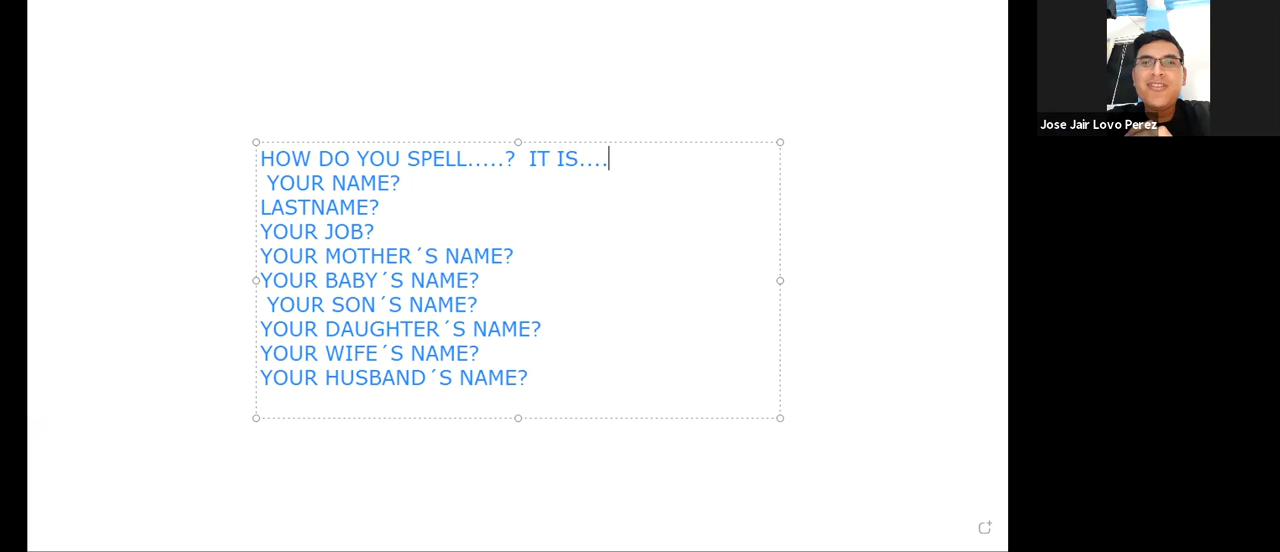 HOW DO YOU SPELL.....?  IT IS....
YOUR NAME?
LASTNAME?
YOUR JOB?
YOUR MOTHER´S NAME?
YOUR BABY´S NAME?
YOUR SON´S NAME?
YOUR DAUGHTER´S NAME?
YOUR WIFE´S NAME?
YOUR HUSBAND´S NAME?
Jose Jair Lovo Perez